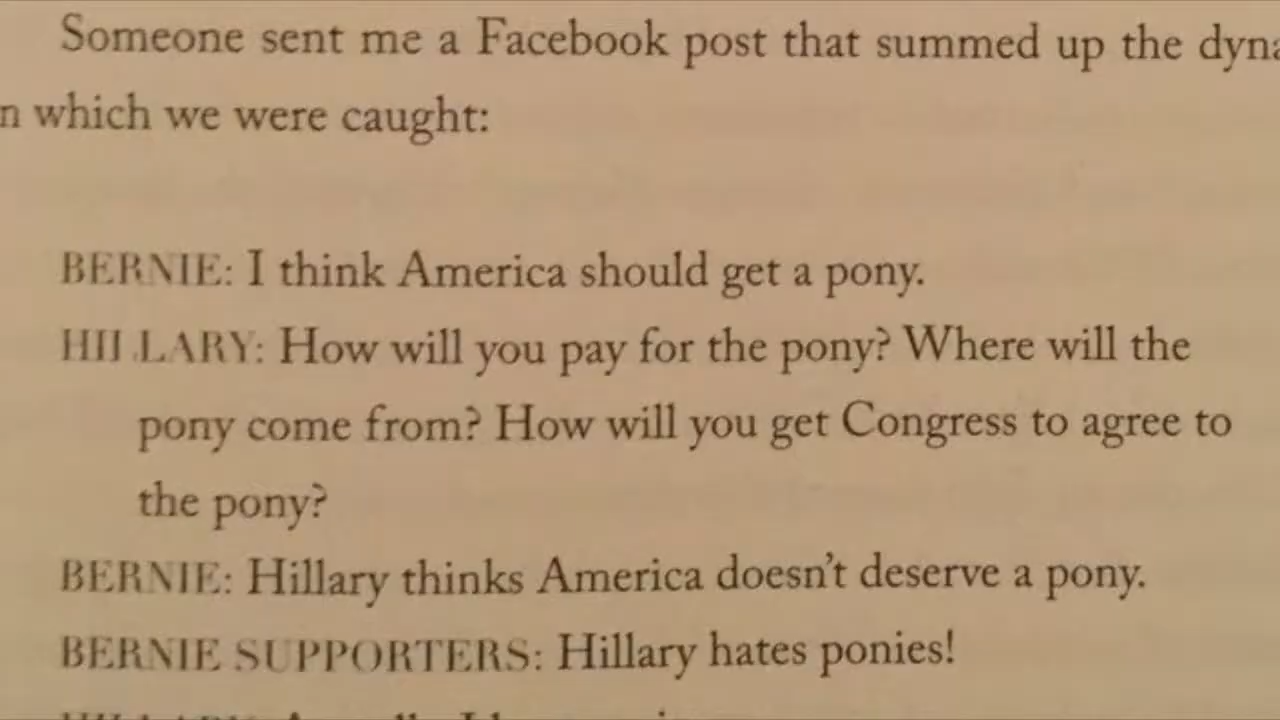 Someone sent me a Facebook post that summed up the
which we were caught:
BERNIE: I think America should get a pony.
HILLARY: How will you pay for the pony? Where will the
pony come from? How will you get Congress to agree to
the pony?
BERNIE: Hillary thinks America doesn't deserve a pony.
BERNIE SUPPORTERS: Hillary hates ponies!